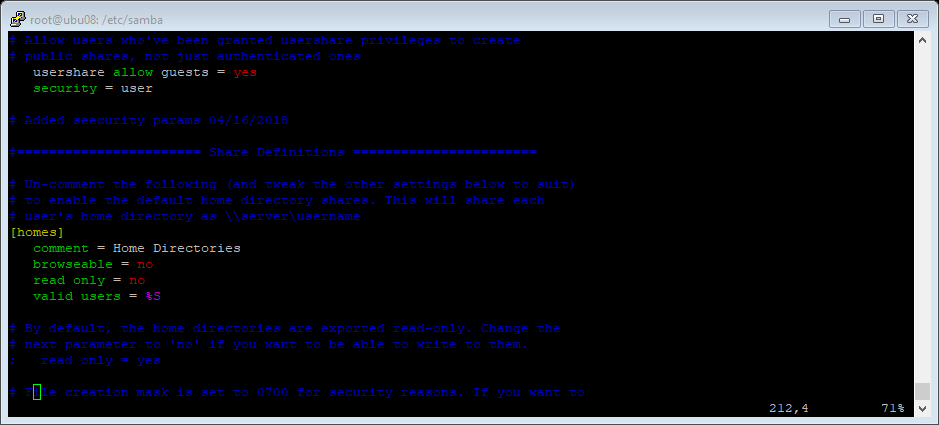 root@ubu08: /etc/samba
# Allow users who've been granted usershare privileges to create
# public shares, not just authenticated ones
usershare allow guests = yes
security = user
# Added seecurity params 04/16/2018
#======================= Share Definitions =======================
# Un-comment the following (and tweak the other settings below to suit)
# to enable the default home directory shares. This will share each
# user's home directory as \\server\username
[homes]
comment = Home Directories
browseable = no
read only = no
valid users = %S
# By default, the home directories are exported read-only. Change the
# next parameter to 'no' if you want to be able to write to them.
;   read only = yes
# File creation mask is set to 0700 for security reasons. If you want to
212,4 71%